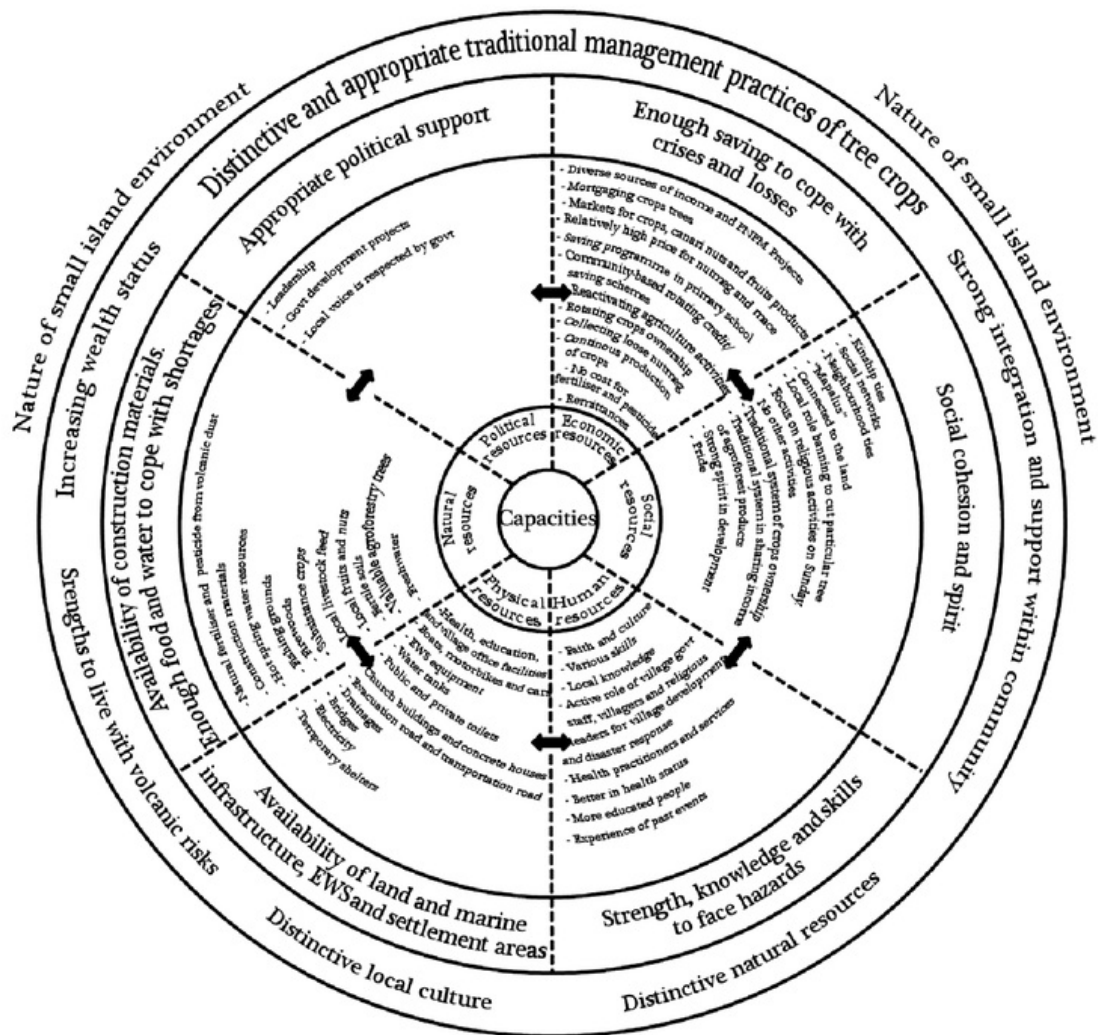 Nature of small island environment
Nature of small island environment
Distinctive and appropriate traditional management practices of tree crops
Increasing wealth status
Strong integration and support within community
Strength to live with volcanic risks
Distinctive local culture
Distinctive natural resources
Appropriate political support
Enough saving to cope with
crises and losses
Social cohesion and spirit
Strength, knowledge and skills
to face hazards
Availability of land and marine
infrastructure, EWS and settlement areas
Availability of construction materials.
Enough food and water to cope with shortages
Capacities
Political
resources
Economic
resources
Social
resources
Human
resources
Physical
resources
Natural
resources
- Leadership
- Govt development projects
- Local voice is respected by govt
- Diverse sources of income and PNPM Projects
- Mortgaging crops trees
- Markets for crops, canari nuts and fruits products
- Relatively high price for nutmeg and mace
- Saving programme in primary school
- Community-based rotating credit/
saving schemes
- Reactivating agriculture activities
- Rotating crops ownership
- Collecting loose nutmeg
- Continous production
of crops
- No cost for
fertiliser and pesticide
- Remittances
- Kinship ties
- Social networks
- Neighbourhood ties
- "Mapalus"
- Connected to the land
- Local role banning to cut particular tree
- Focus on religious activities on Sunday,
No other activities
- Traditional system of crops ownership
- Traditional system in sharing income
of agroforest products
- Strong spirit in development
- Pride
- Faith and culture
- Various skills
- Local knowledge
- Active role of village govt
staff, villagers and religious
leaders for village development
and disaster response
- Health practitioners and services
- Better in health status
- More educated people
- Experience of past events
- Health, education,
and village office facilities
- Boats, motorbikes and cars
- EWS equipment
- Water tanks
- Public and private toilets
- Church buildings and concrete houses
- Evacuation road and transportation road
- Drainages
- Bridges
- Electricity
- Temporary shelters
- Freshwater
- Valuable agroforestry trees
- Fertile soils
- Local fruits and nuts
- Local livestock feed
- Subsistance crops
- Fuelwoods
- Fishing grounds
- Hot spring water resources
- Construction materials
- Natural fertiliser and pesticide from volcanic dust